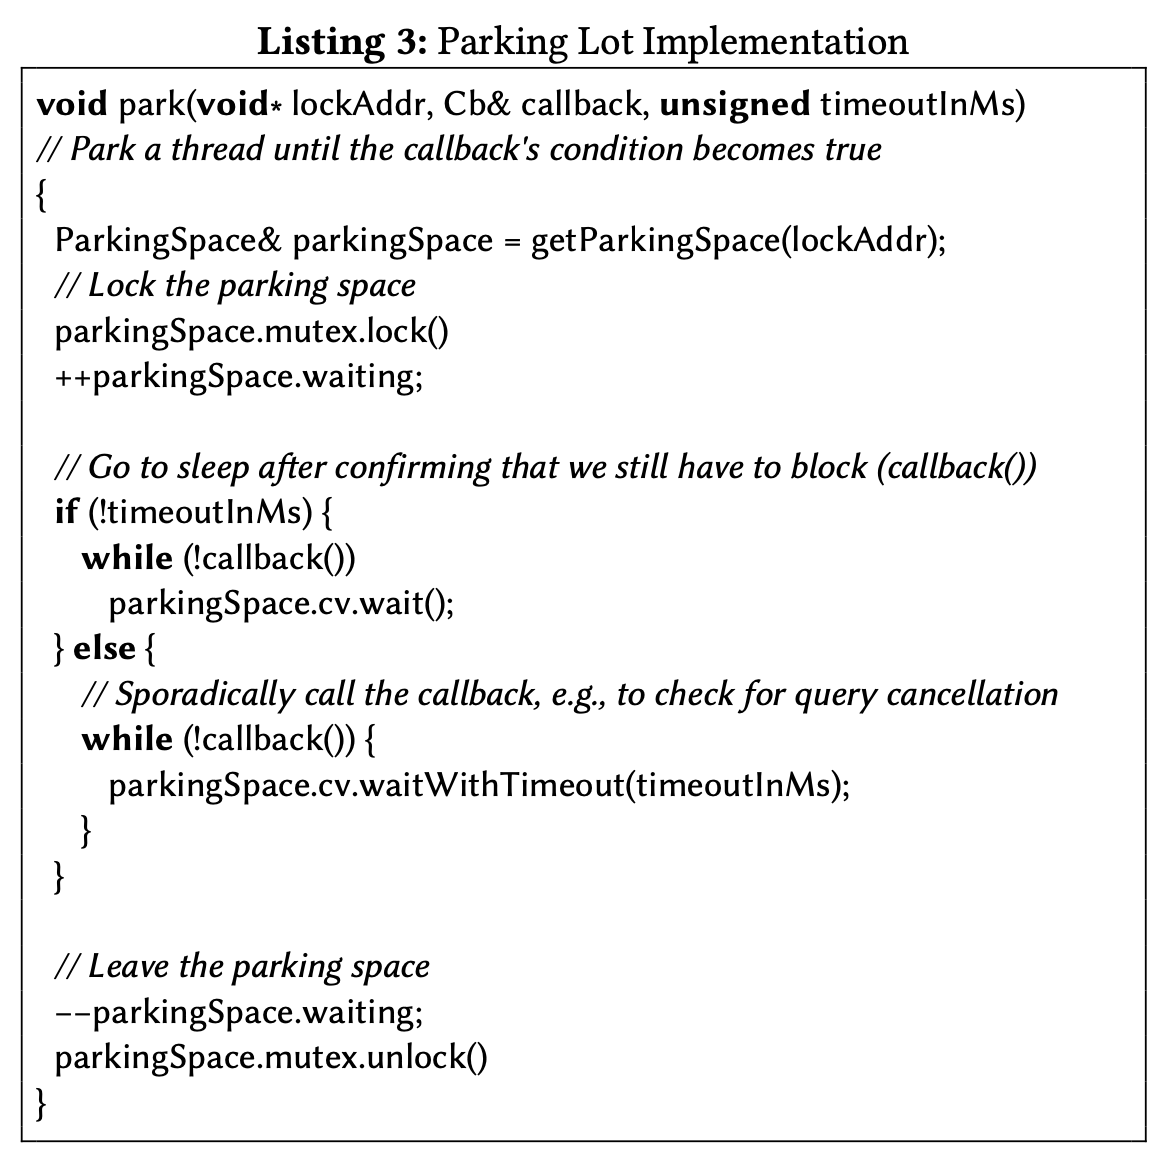 Listing 3: Parking Lot Implementation
void park(void* lockAddr, Cb& callback, unsigned timeoutInMs)
// Park a thread until the callback's condition becomes true
{
ParkingSpace& parkingSpace = getParkingSpace(lockAddr);
// Lock the parking space
parkingSpace.mutex.lock()
++parkingSpace.waiting;
// Go to sleep after confirming that we still have to block (callback())
if (!timeoutInMs) {
while (!callback())
parkingSpace.cv.wait();
} else {
// Sporadically call the callback, e.g., to check for query cancellation
while (!callback()) {
parkingSpace.cv.waitWithTimeout(timeoutInMs);
}
}
// Leave the parking space
−−parkingSpace.waiting;
parkingSpace.mutex.unlock()
}